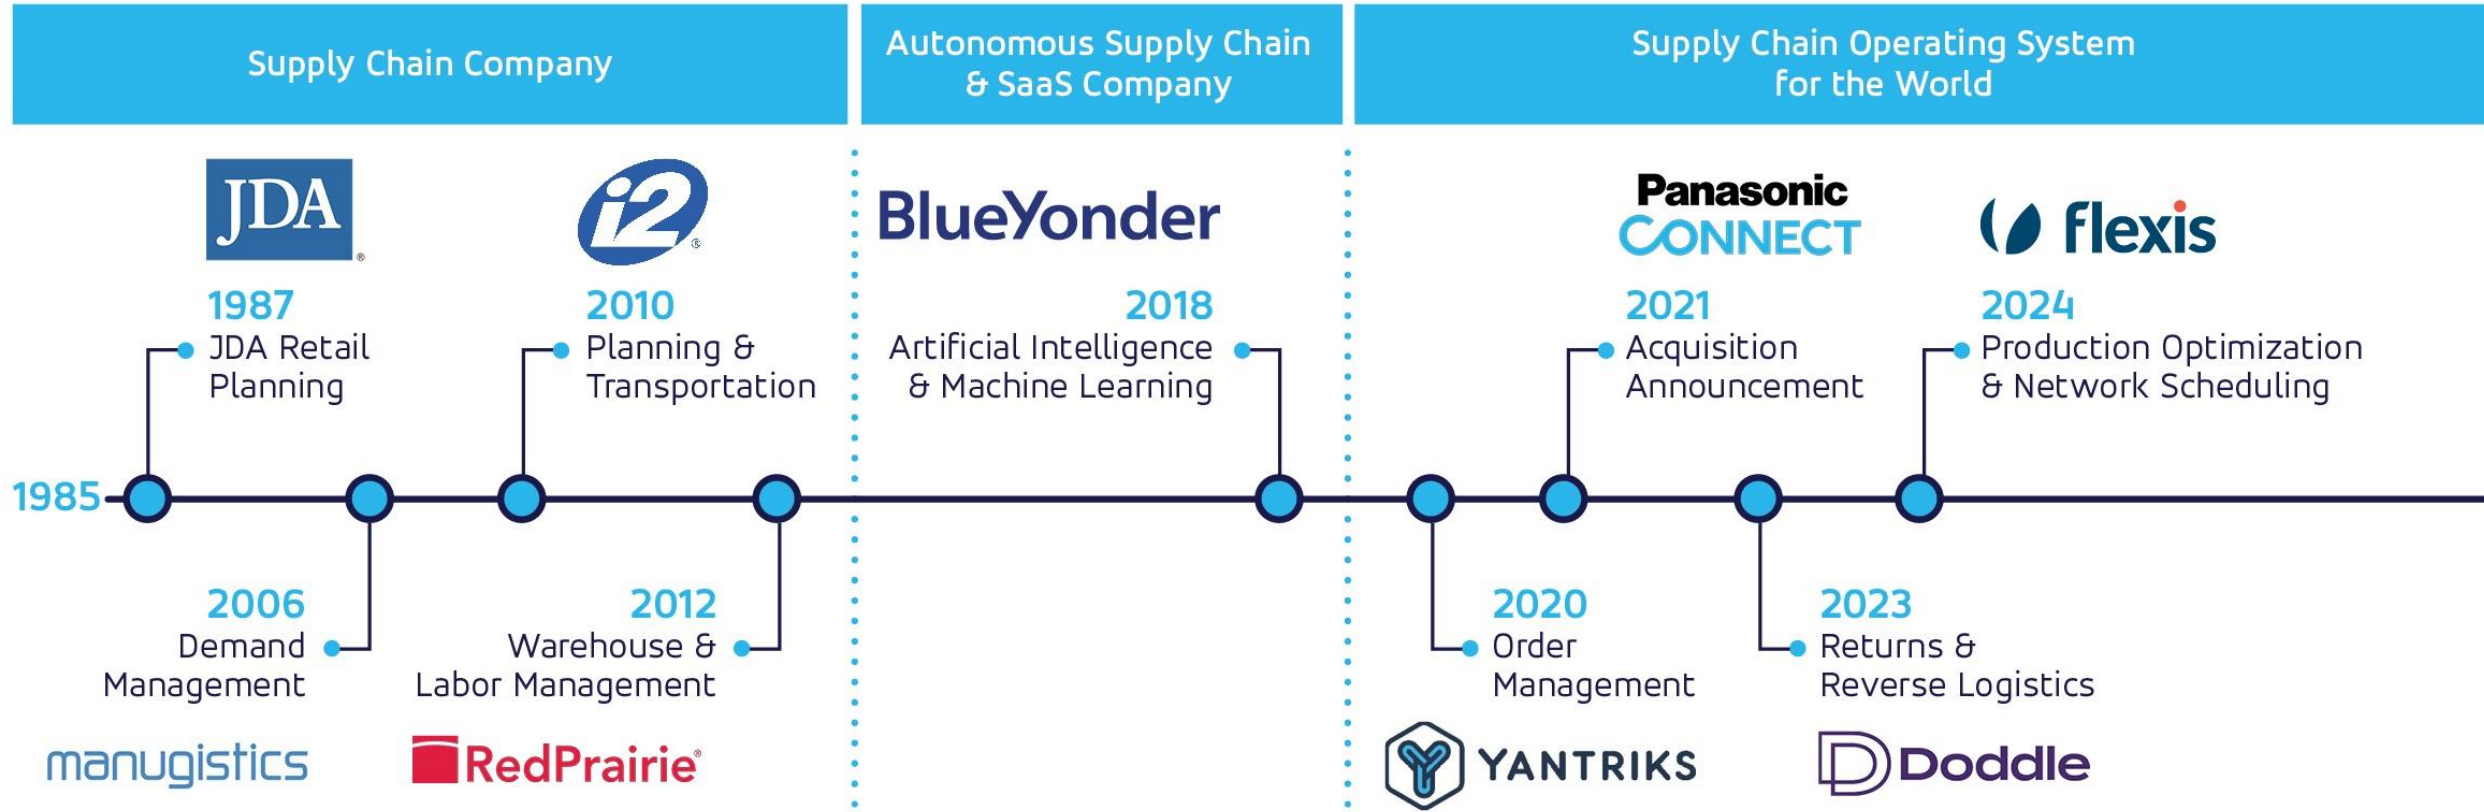 Supply Chain Company
Autonomous Supply Chain
& SaaS Company
Supply Chain Operating System
for the World
JDA®
1987
JDA Retail
Planning
i2®
2010
Planning &
Transportation
BlueYonder
2018
Artificial Intelligence
& Machine Learning
Panasonic
CONNECT
2021
Acquisition
Announcement
flexis
2024
Production Optimization
& Network Scheduling
1985
2006
Demand
Management
manugistics
2012
Warehouse &
Labor Management
RedPrairie®
2020
Order
Management
YANTRIKS
2023
Returns &
Reverse Logistics
Doddle